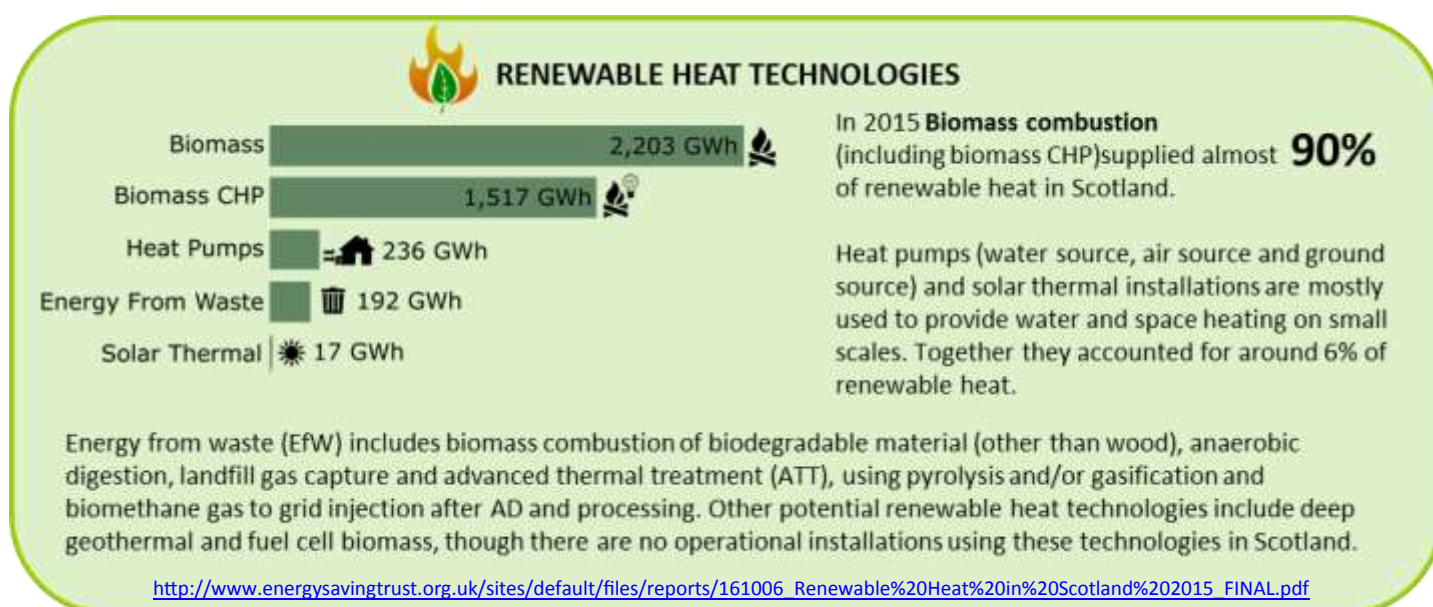 RENEWABLE HEAT TECHNOLOGIES
Biomass 2,203 GWh
Biomass CHP 1,517 GWh
Heat Pumps 236 GWh
Energy From Waste 192 GWh
Solar Thermal 17 GWh
In 2015 Biomass combustion
(including biomass CHP)supplied almost 90%
of renewable heat in Scotland.
Heat pumps (water source, air source and ground
source) and solar thermal installations are mostly
used to provide water and space heating on small
scales. Together they accounted for around 6% of
renewable heat.
Energy from waste (EfW) includes biomass combustion of biodegradable material (other than wood), anaerobic
digestion, landfill gas capture and advanced thermal treatment (ATT), using pyrolysis and/or gasification and
biomethane gas to grid injection after AD and processing. Other potential renewable heat technologies include deep
geothermal and fuel cell biomass, though there are no operational installations using these technologies in Scotland.
http://www.energysavingtrust.org.uk/sites/default/files/reports/161006_Renewable%20Heat%20in%20Scotland%202015_FINAL.pdf